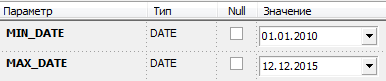 Параметр Тип Null Значение
MIN_DATE DATE 01.01.2010
MAX_DATE DATE 12.12.2015